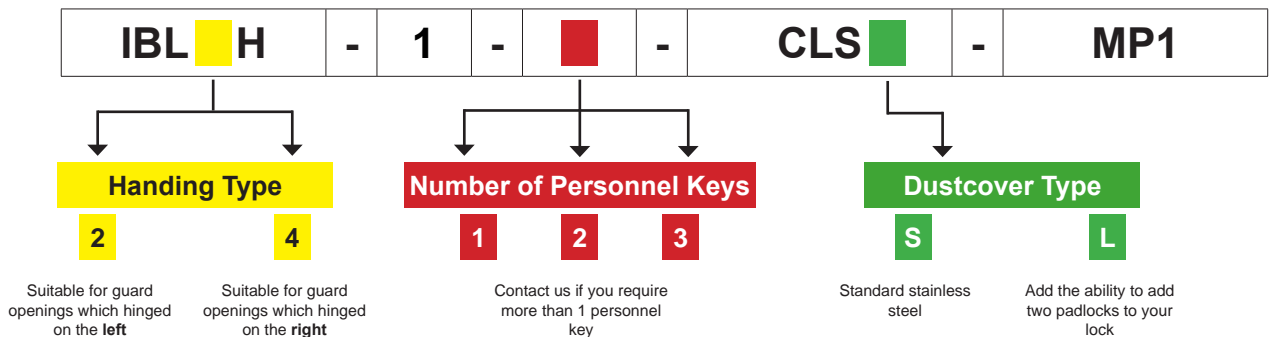 IBL H - 1 - - CLS - MP1
Handing Type
Number of Personnel Keys
Dustcover Type
2
4
1
2
3
S
L
Suitable for guard
openings which hinged
on the left
Suitable for guard
openings which hinged
on the right
Contact us if you require
more than 1 personnel
key
Standard stainless
steel
Add the ability to add
two padlocks to your
lock